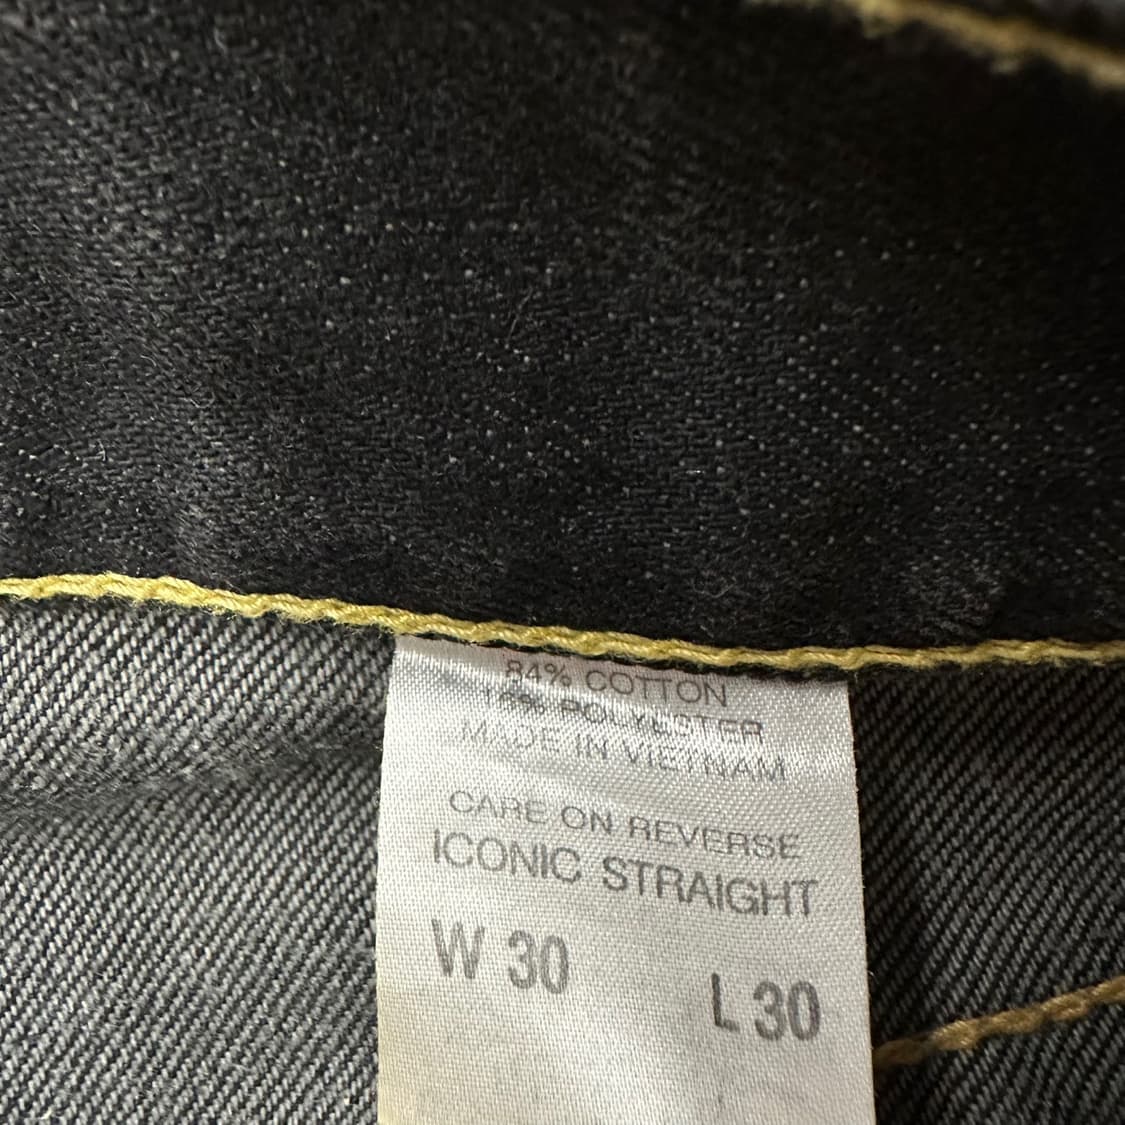 84% COTTON
16% POLYESTER
MADE IN VIETNAM
CARE ON REVERSE
ICONIC STRAIGHT
W 30
L 30